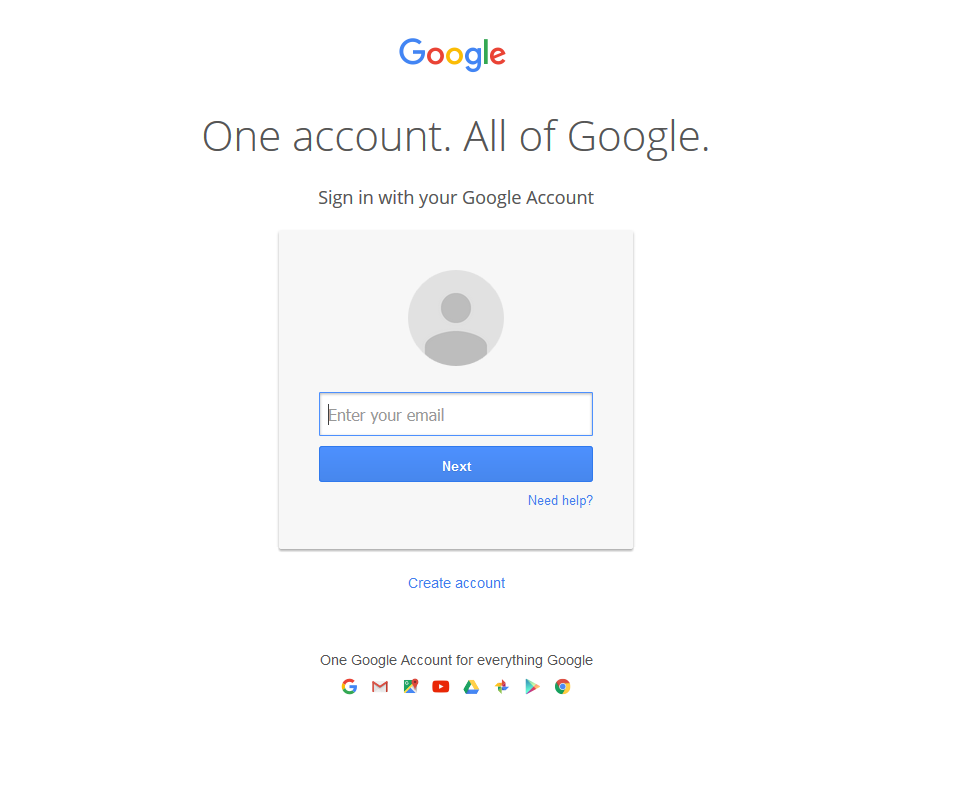 Google
One account. All of Google.
Sign in with your Google Account
Enter your email
Next
Need help?
Create account
One Google Account for everything Google